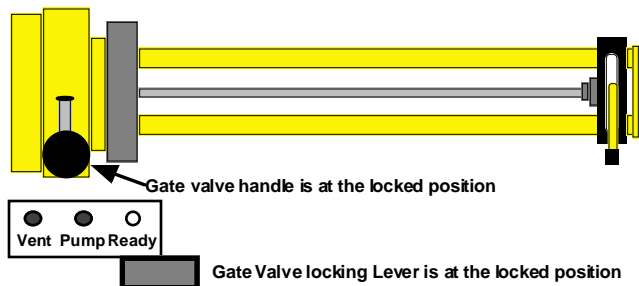 Gate valve handle is at the locked position
Vent Pump Ready
Gate Valve locking Lever is at the locked position